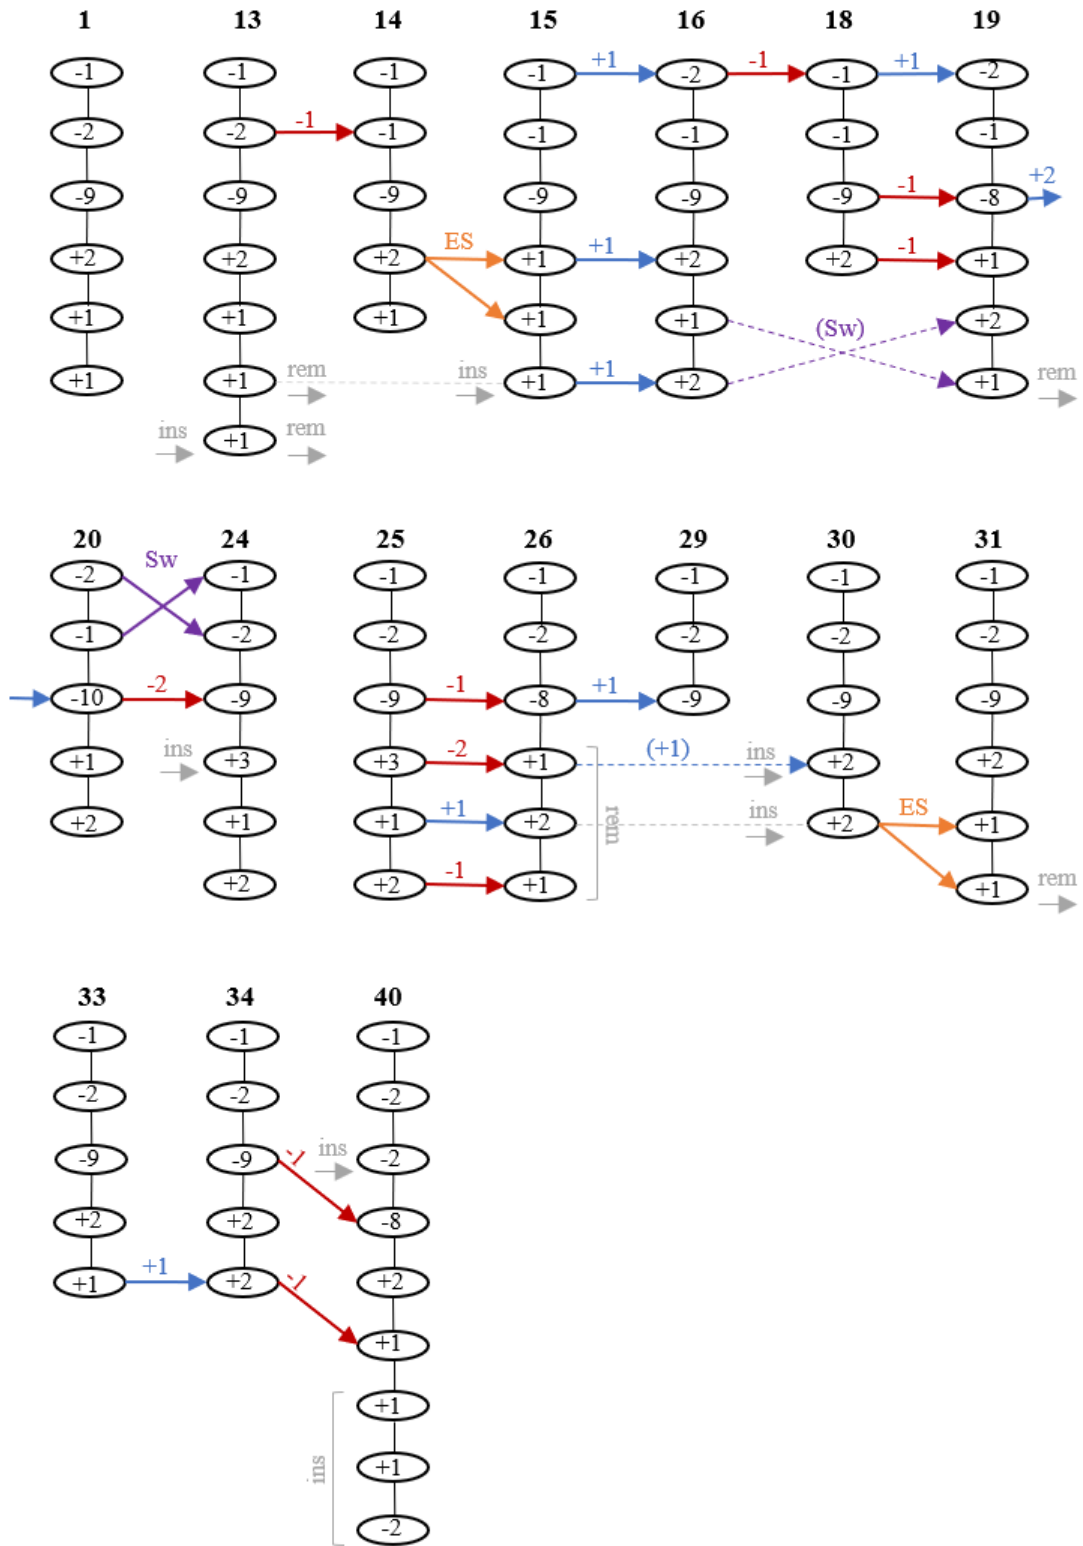 1 13 14 15 16 18 19
+1 -1 +1
-1 -1 -1 -1 -2 -1 -2
-1
-2 -2 -1 -1 -1 -1 -1
-1 +2
-9 -9 -9 -9 -9 -9 -8
ES +1 -1
+2 +2 +2 +1 +2 +2 +1
+1 +1 +1 +1 +1 (Sw) +2
rem ins +1 rem
+1 +1 +1 +2 +1
ins +1 rem
20 24 25 26 29 30 31
Sw
-2 -1 -1 -1 -1 -1 -1
-1 -2 -2 -2 -2 -2 -2
-2 -1 +1
-10 -9 -9 -8 -9 -9 -9
ins -2 (+1) ins
+1 +3 +3 +1 +2 +2
+1 ins ES
+2 +1 +1 +2 rem +2 +1
-1 rem
+2 +2 +1 +1
33 34 40
-1 -1 -1
-2 -2 -2
-1 ins
-9 -9 -2
+2 +2 -8
+1 -1
+1 +2 +2
+1
+1
ins
+1
-2